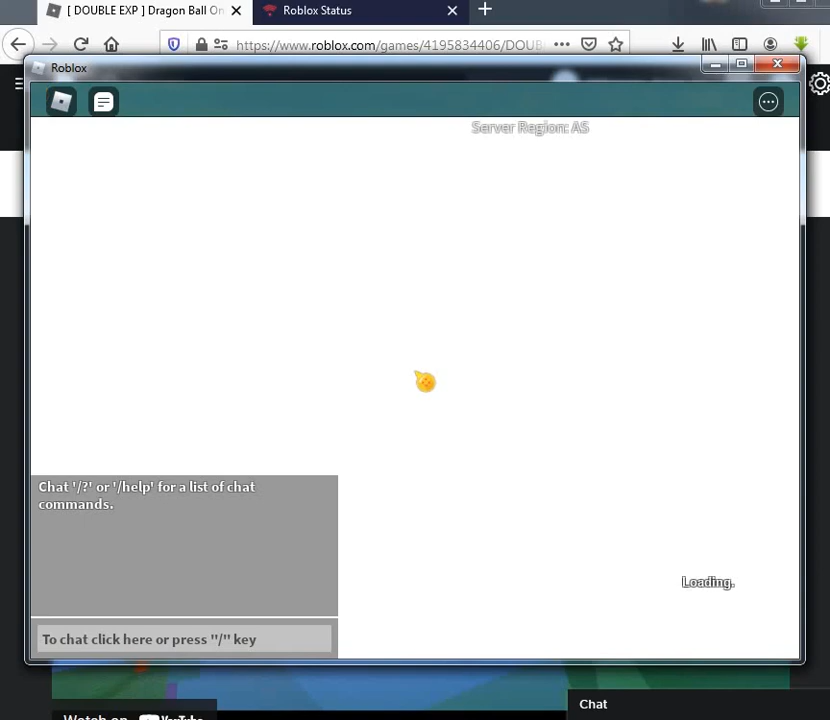 [ DOUBLE EXP ] Dragon Ball On
Roblox Status
https://www.roblox.com/games/4195834406/DOUB
Roblox
Server Region: AS
Chat '/?' or '/help' for a list of chat
commands.
Loading.
To chat click here or press "/" key
Watch on YouTube
Chat